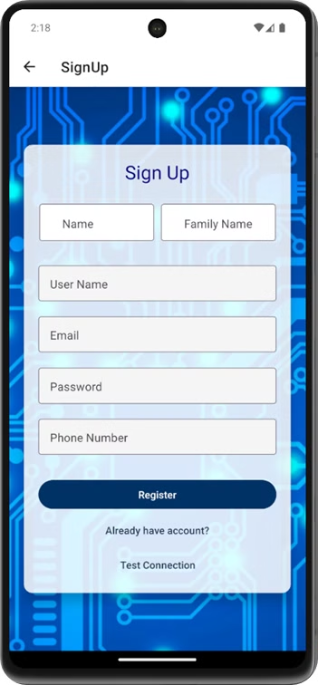 2:18
SignUp
Sign Up
Name Family Name
User Name
Email
Password
Phone Number
Register
Already have account?
Test Connection